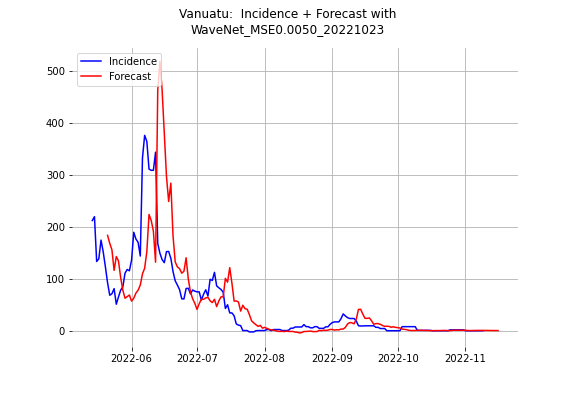 Vanuatu:  Incidence + Forecast with
WaveNet_MSE0.0050_20221023
Incidence
Forecast
500
400
300
200
100
0
2022-06 2022-07 2022-08 2022-09 2022-10 2022-11